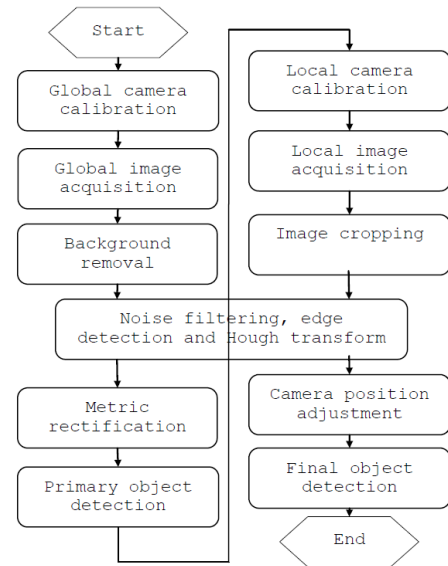 Start
Global camera
calibration
Global image
acquisition
Background
removal
Noise filtering, edge
detection and Hough transform
Metric
rectification
Primary object
detection
Local camera
calibration
Local image
acquisition
Image cropping
Camera position
adjustment
Final object
detection
End